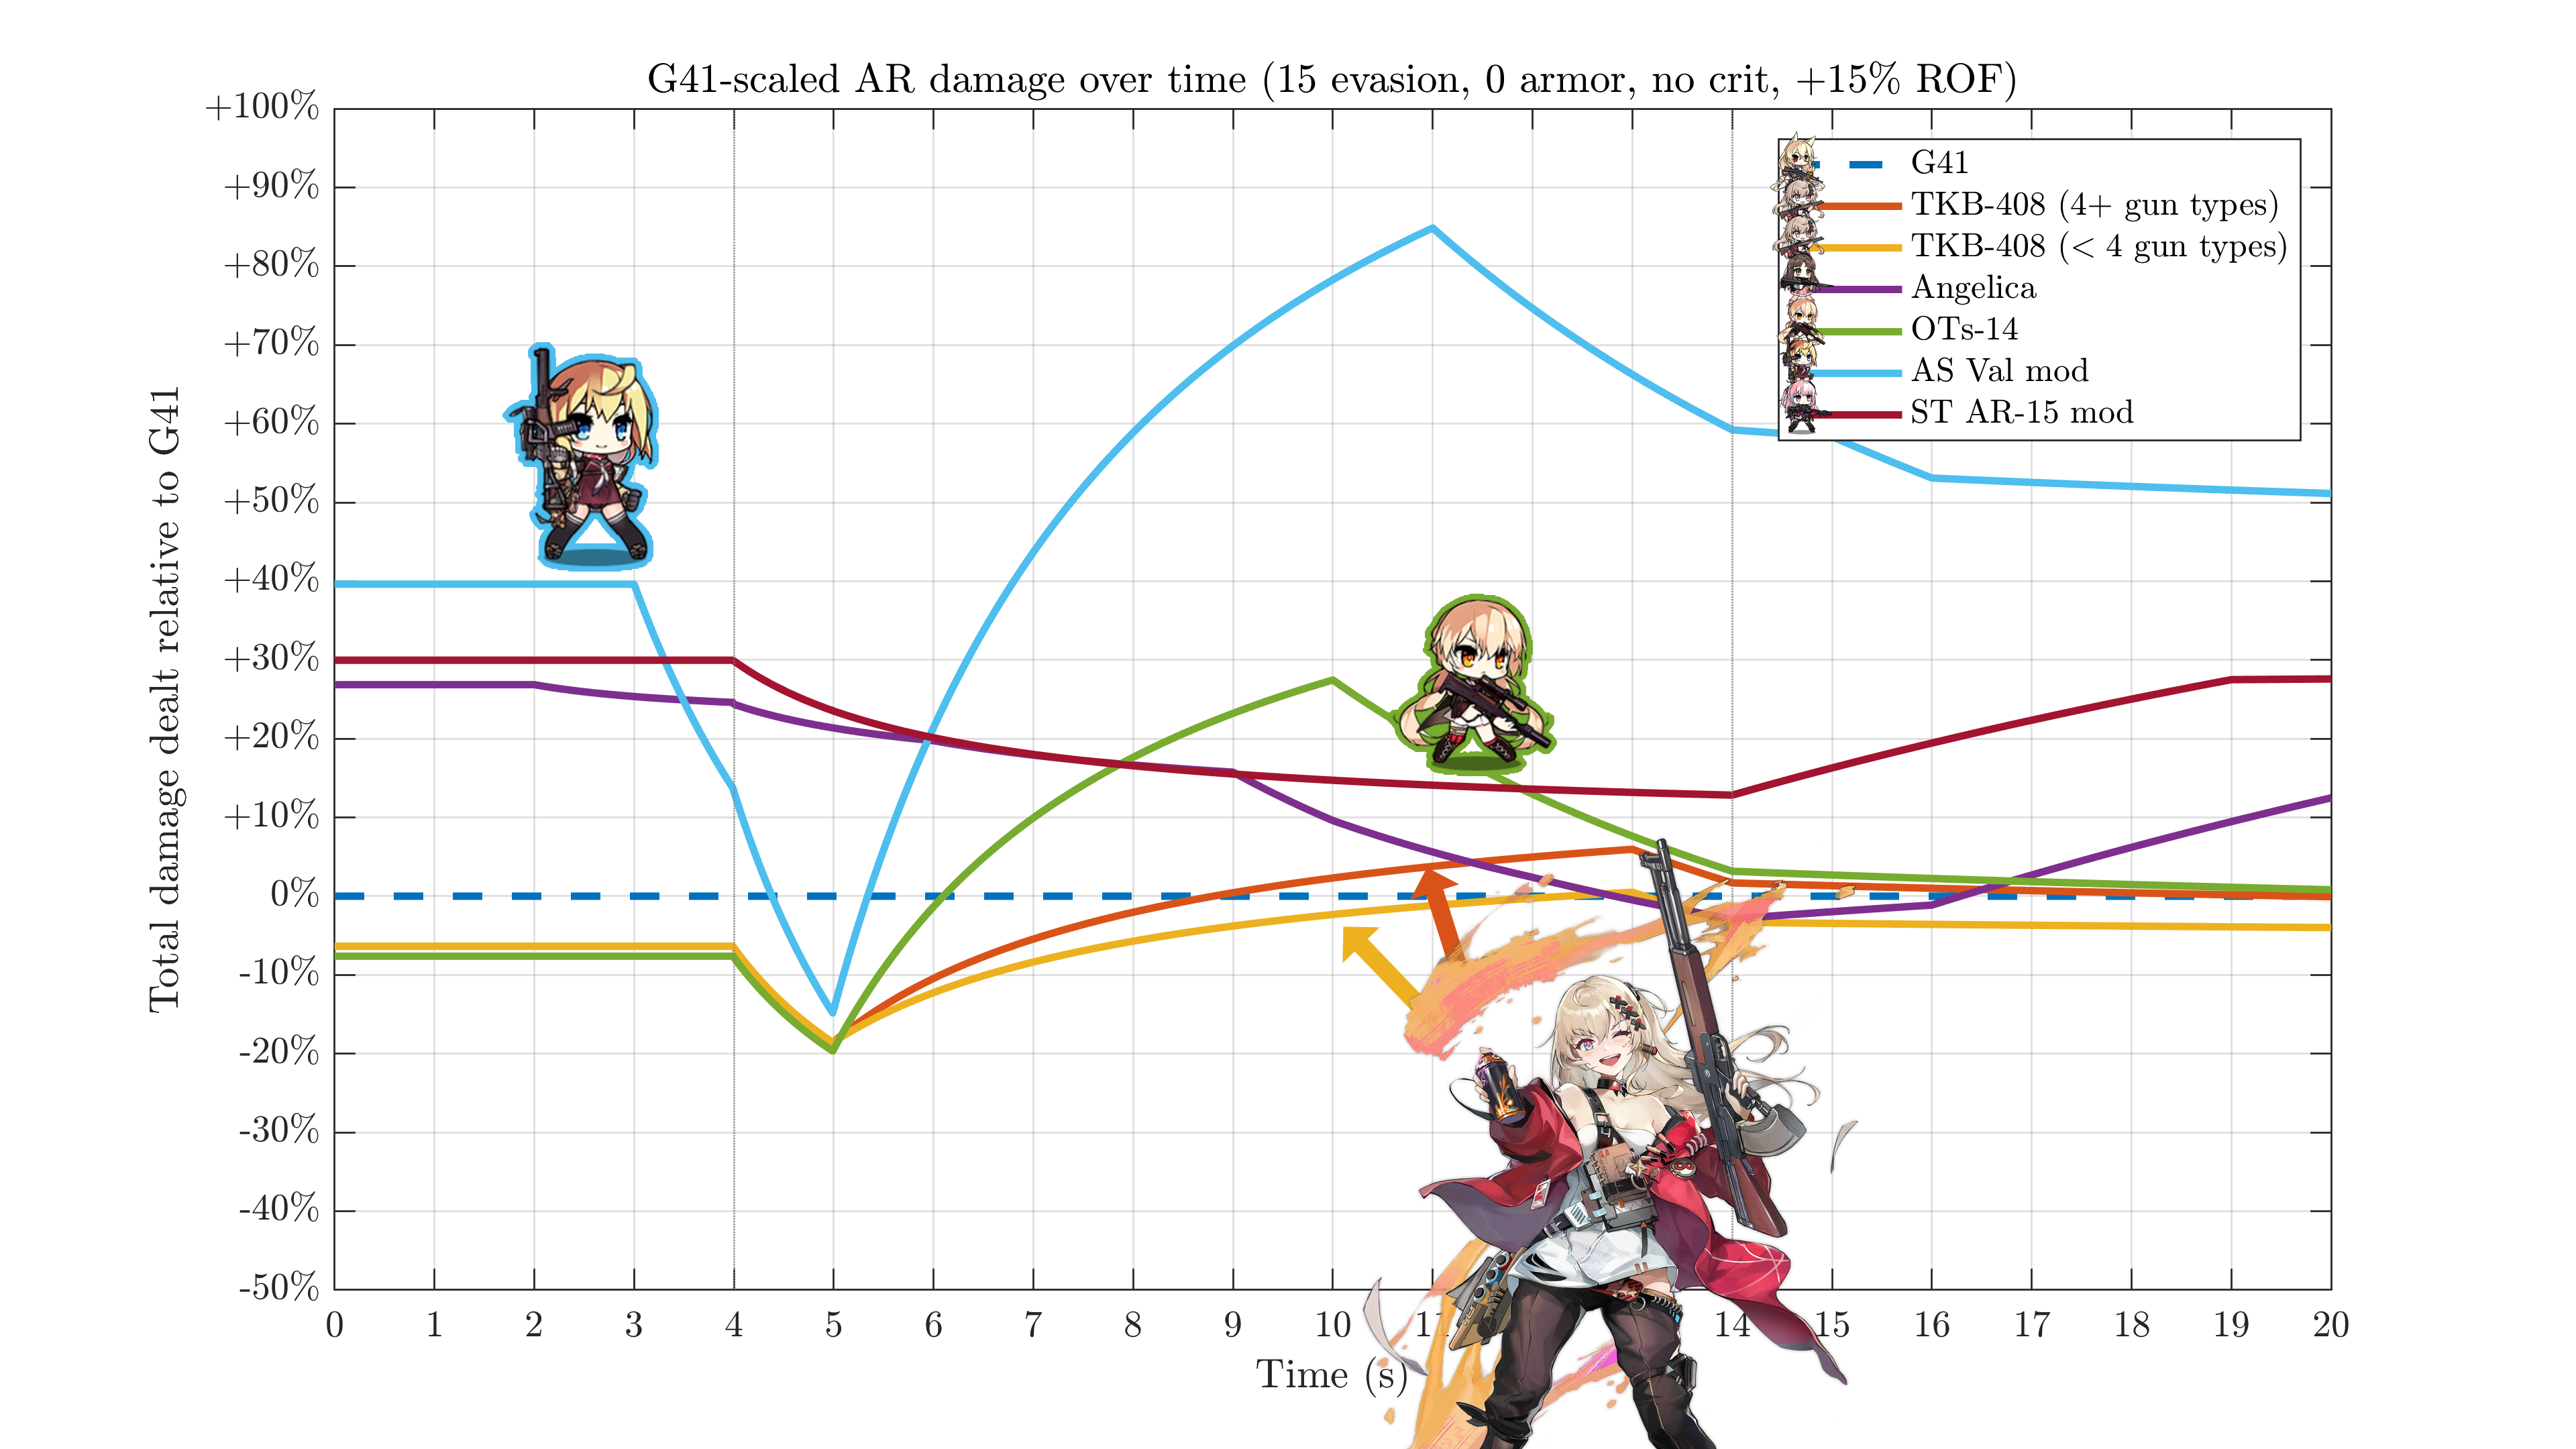 G41-scaled AR damage over time (15 evasion, 0 armor, no crit, +15% ROF)
+100%
+90%
+80%
+70%
+60%
+50%
+40%
+30%
+20%
+10%
0%
-10%
-20%
-30%
-40%
-50%
Total damage dealt relative to G41
G41
TKB-408 (4+ gun types)
TKB-408 (< 4 gun types)
Angelica
OTs-14
AS Val mod
ST AR-15 mod
0 1 2 3 4 5 6 7 8 9 10 11 14 15 16 17 18 19 20
Time (s)